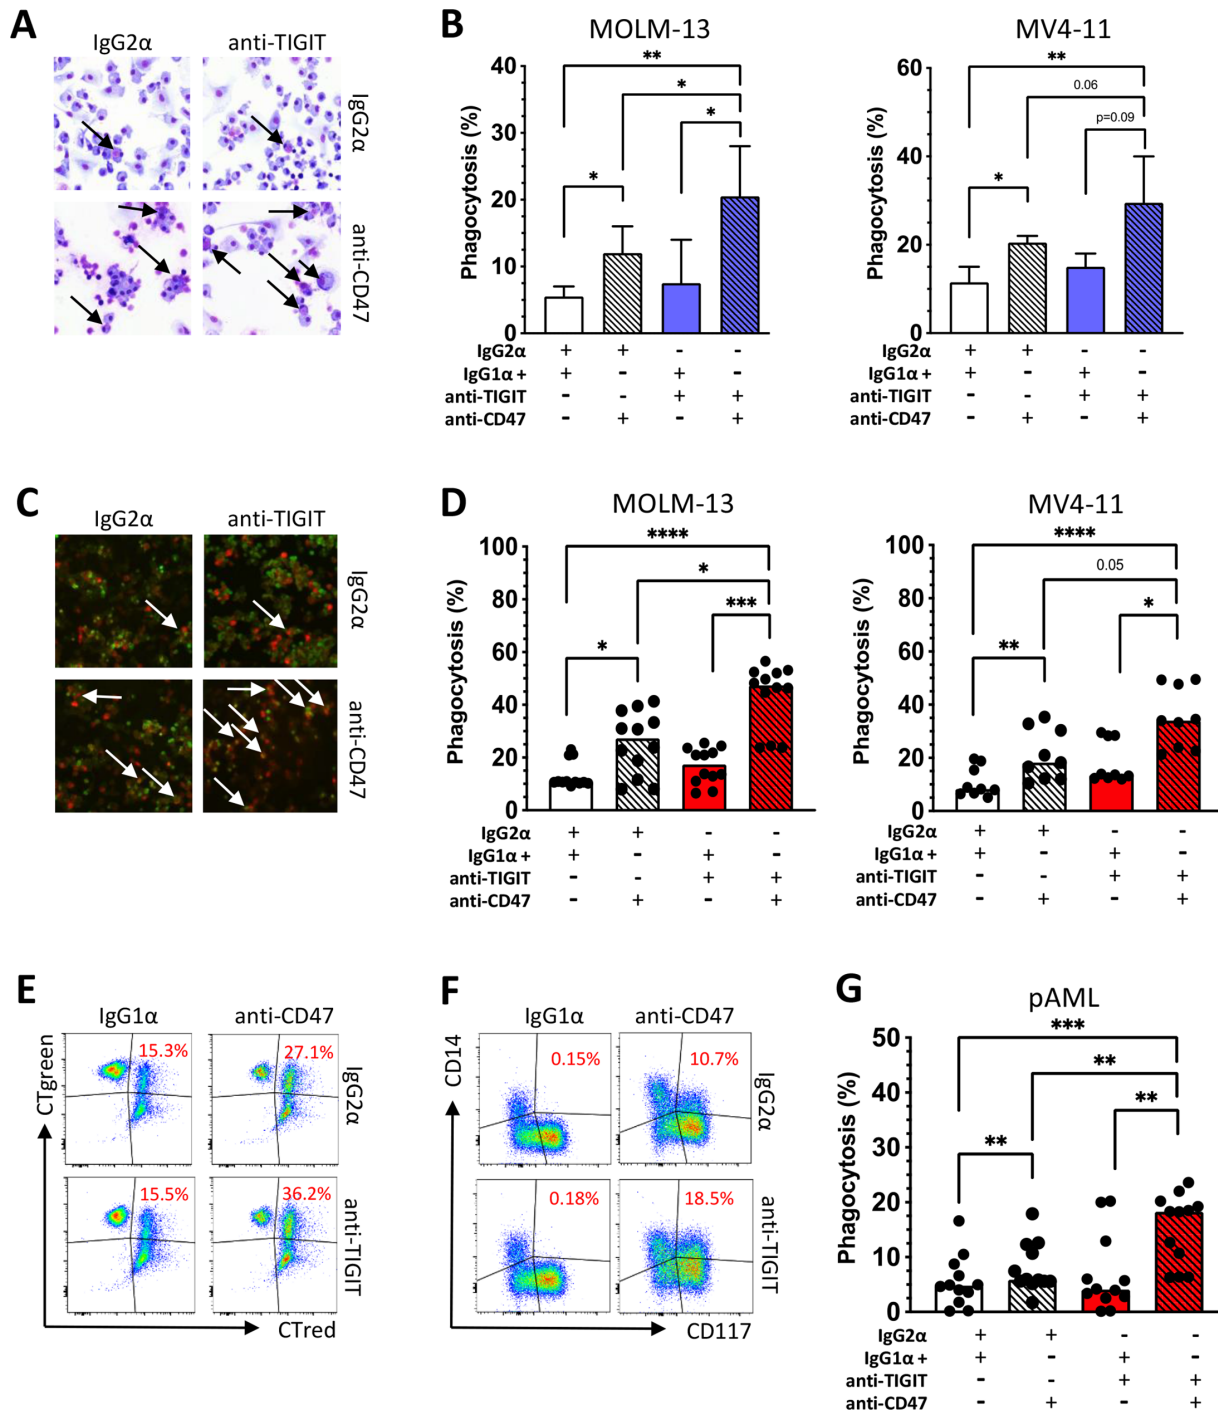 A
IgG2α
anti-TIGIT
IgG2α
anti-CD47
B
MOLM-13
Phagocytosis (%)
40
30
20
10
0
**
*
*
*
IgG2α + + - -
IgG1α + + - + -
anti-TIGIT - - + +
anti-CD47 - + - +
MV4-11
Phagocytosis (%)
60
40
20
0
**
0.06
p=0.09
*
IgG2α + + - -
IgG1α + + - + -
anti-TIGIT - - + +
anti-CD47 - + - +
C
IgG2α
anti-TIGIT
IgG2α
anti-CD47
D
MOLM-13
Phagocytosis (%)
100
80
60
40
20
0
****
*
***
*
IgG2α + + - -
IgG1α + + - + -
anti-TIGIT - - + +
anti-CD47 - + - +
MV4-11
Phagocytosis (%)
100
80
60
40
20
0
****
0.05
*
**
IgG2α + + - -
IgG1α + + - + -
anti-TIGIT - - + +
anti-CD47 - + - +
E
IgG1α
anti-CD47
CTgreen
15.3%
27.1%
IgG2α
15.5%
36.2%
anti-TIGIT
CTred
F
IgG1α
anti-CD47
CD14
0.15%
10.7%
IgG2α
0.18%
18.5%
anti-TIGIT
CD117
G
pAML
Phagocytosis (%)
50
40
30
20
10
0
***
**
**
**
IgG2α + + - -
IgG1α + + - + -
anti-TIGIT - - + +
anti-CD47 - + - +